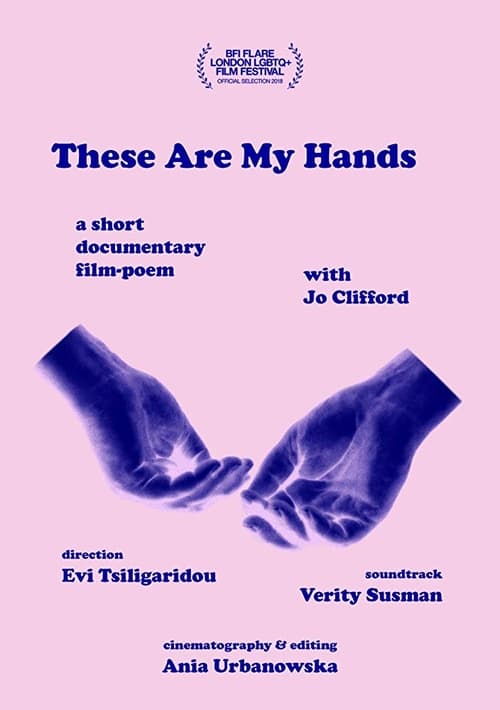 BFI FLARE
LONDON LGBTQ+
FILM FESTIVAL
OFFICIAL SELECTION 2018
These Are My Hands
a short
documentary
film-poem
with
Jo Clifford
direction
Evi Tsiligaridou
soundtrack
Verity Susman
cinematography & editing
Ania Urbanowska